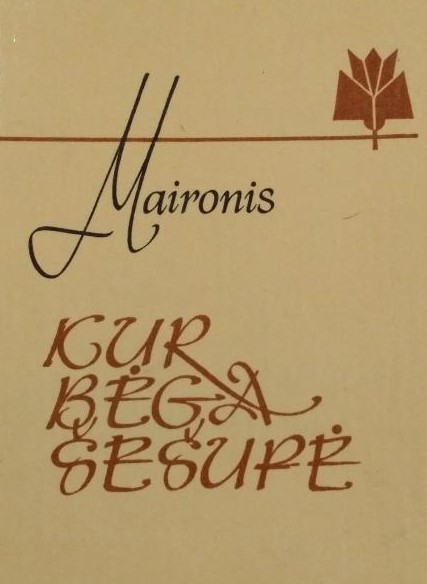 Maironis
KUR
BĖGA
ŠEŠUPĖ